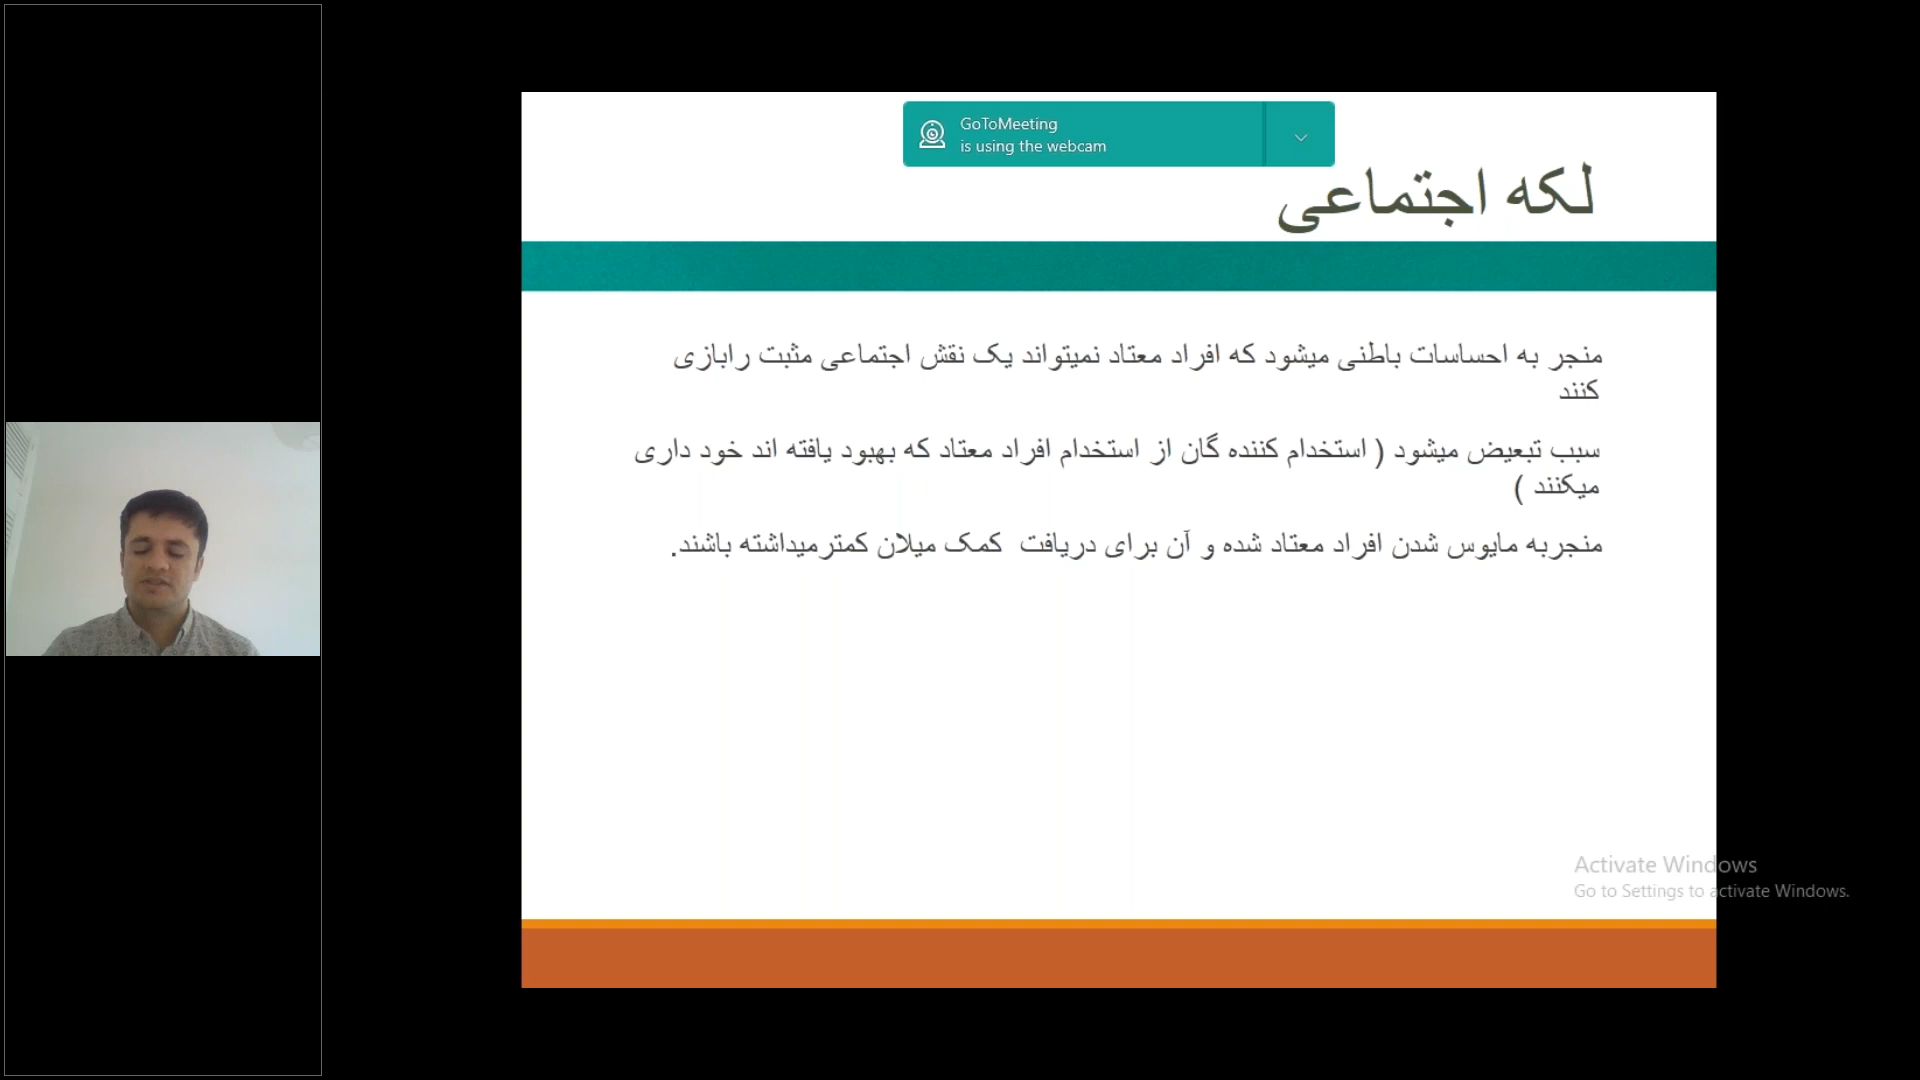 GoToMeeting
is using the webcam
لکه اجتماعی
منجر به احساسات باطنی میشود که افراد معتاد نمیتواند یک نقش اجتماعی مثبت رابازی
کنند
سبب تبعیض میشود ( استخدام کننده گان از استخدام افراد معتاد که بهبود یافته اند خود داری
میکنند )
منجربه مایوس شدن افراد معتاد شده و آن برای دریافت  کمک میلان کمترمیداشته باشند.
Activate Windows
Go to Settings to activate Windows.